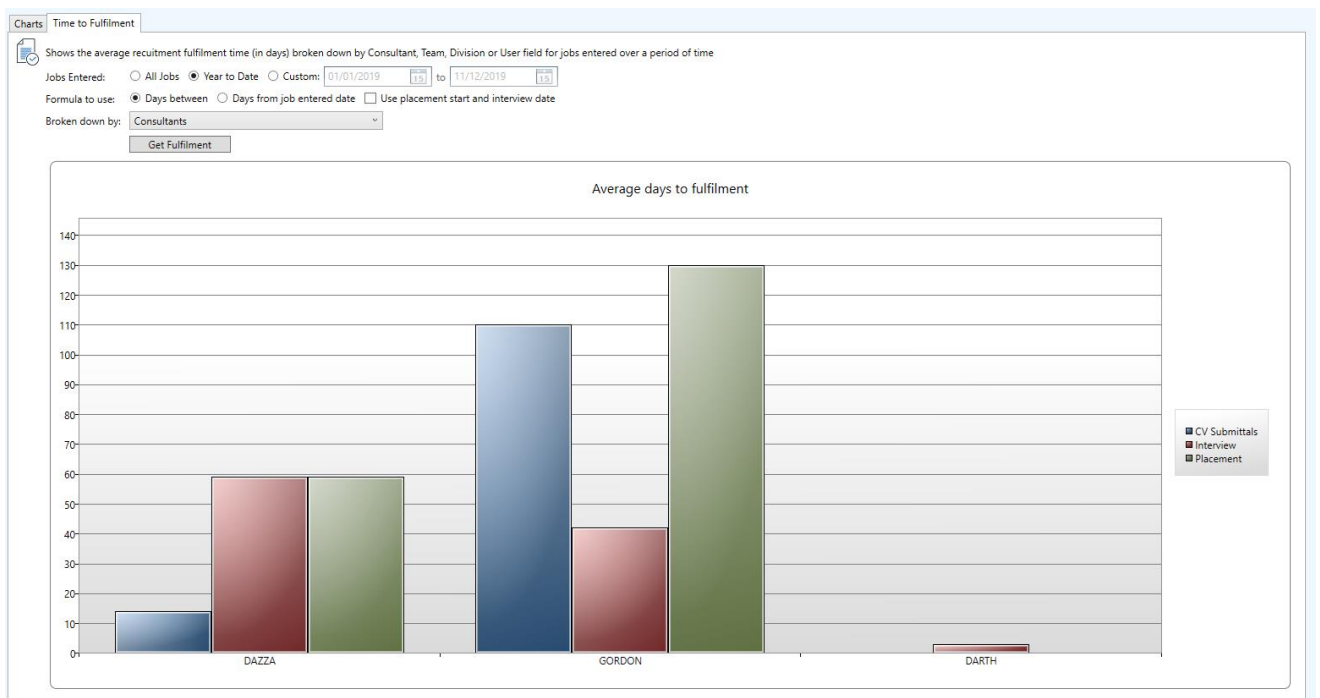 Charts Time to Fulfilment
Shows the average recuitment fulfilment time (in days) broken down by Consultant, Team, Division or User field for jobs entered over a period of time
Jobs Entered: All Jobs Year to Date Custom: 01/01/2019 15 to 11/12/2019 15
Formula to use: Days between Days from job entered date Use placement start and interview date
Broken down by: Consultants
Get Fulfilment
Average days to fulfilment
140
130
120
110
100
90
80
70
60
50
40
30
20
10
0
CV Submittals
Interview
Placement
DAZZA GORDON DARTH